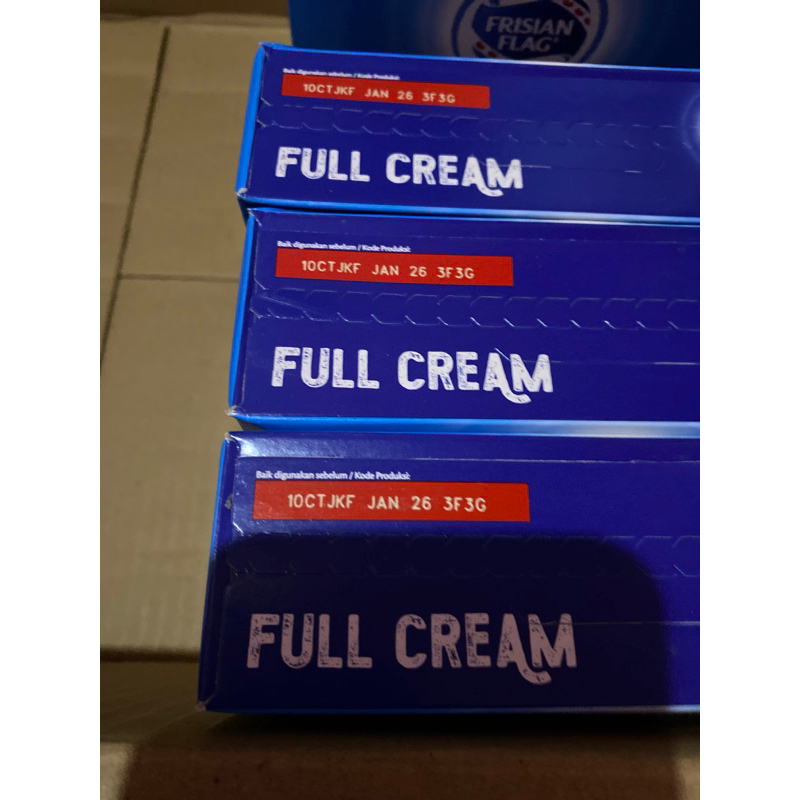 FRISIAN
FLAG®
Baik digunakan sebelum / Kode Produksi:
10CTJKF JAN 26 3F3G
FULL CREAM
Baik digunakan sebelum / Kode Produksi:
10CTJKF JAN 26 3F3G
FULL CREAM
Baik digunakan sebelum / Kode Produksi:
10CTJKF JAN 26 3F3G
FULL CREAM